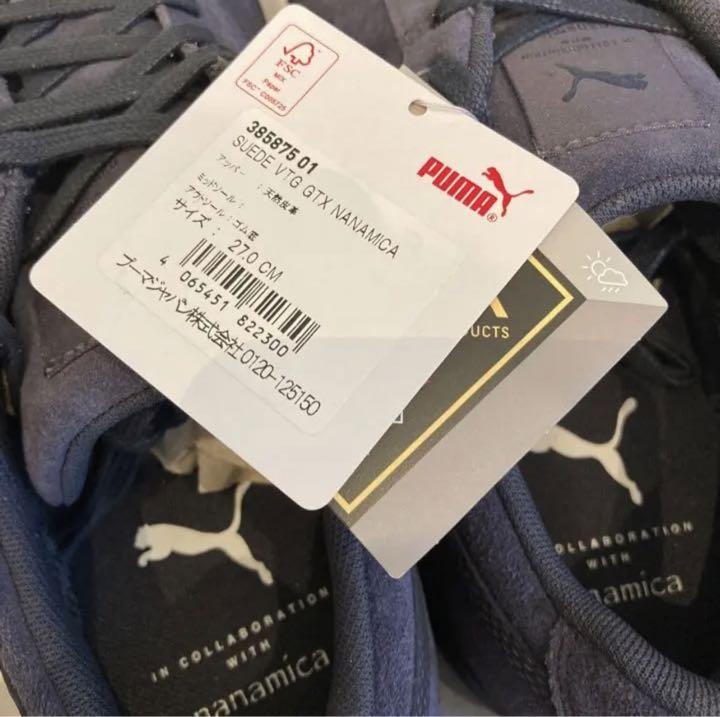 FSC
MIX
Paper
FSC™ C005725
PUMA®
385875 01
SUEDE VTG GTX NANAMICA
アッパー : 天然皮革
ミッドソール :
アウトソール : ゴム底
サイズ : 27.0 CM
4 065451 822300
プーマジャパン株式会社0120-125150
UCTS
IN COLLABORATION
WITH
nanamica
OLLABORATION
WITH
namica